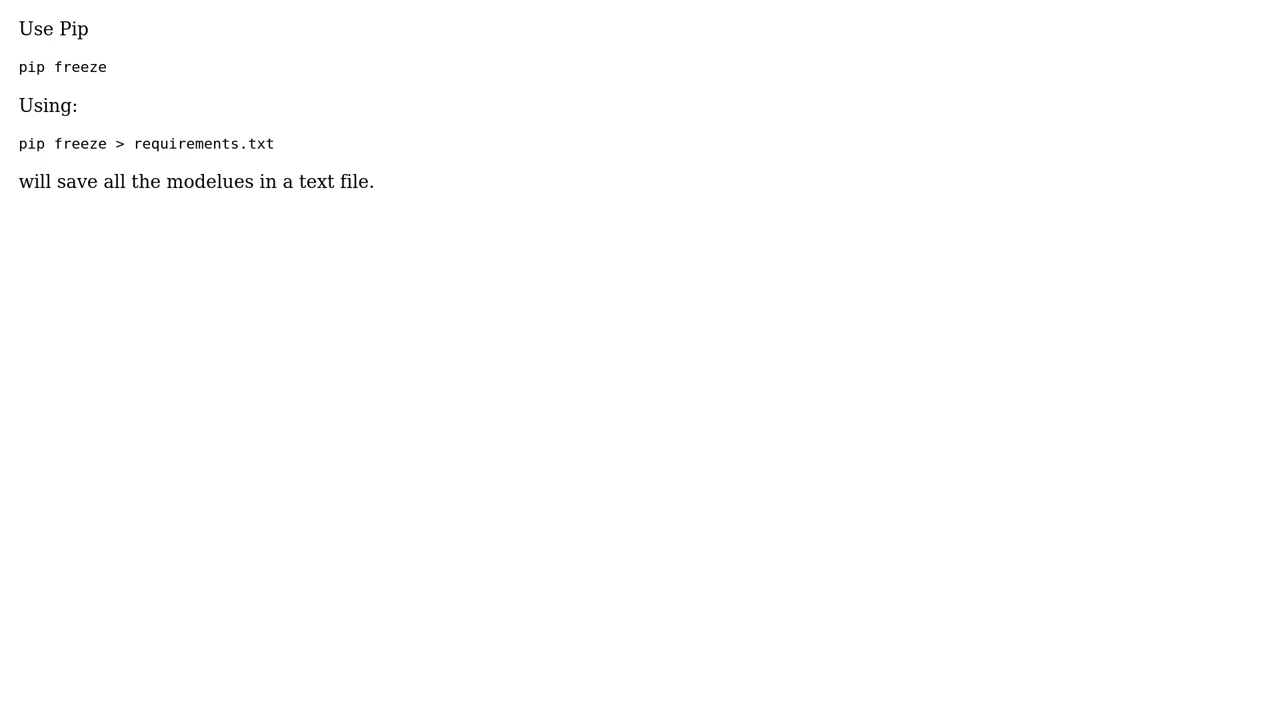 Use Pip
pip freeze
Using:
pip freeze > requirements.txt
will save all the modelues in a text file.